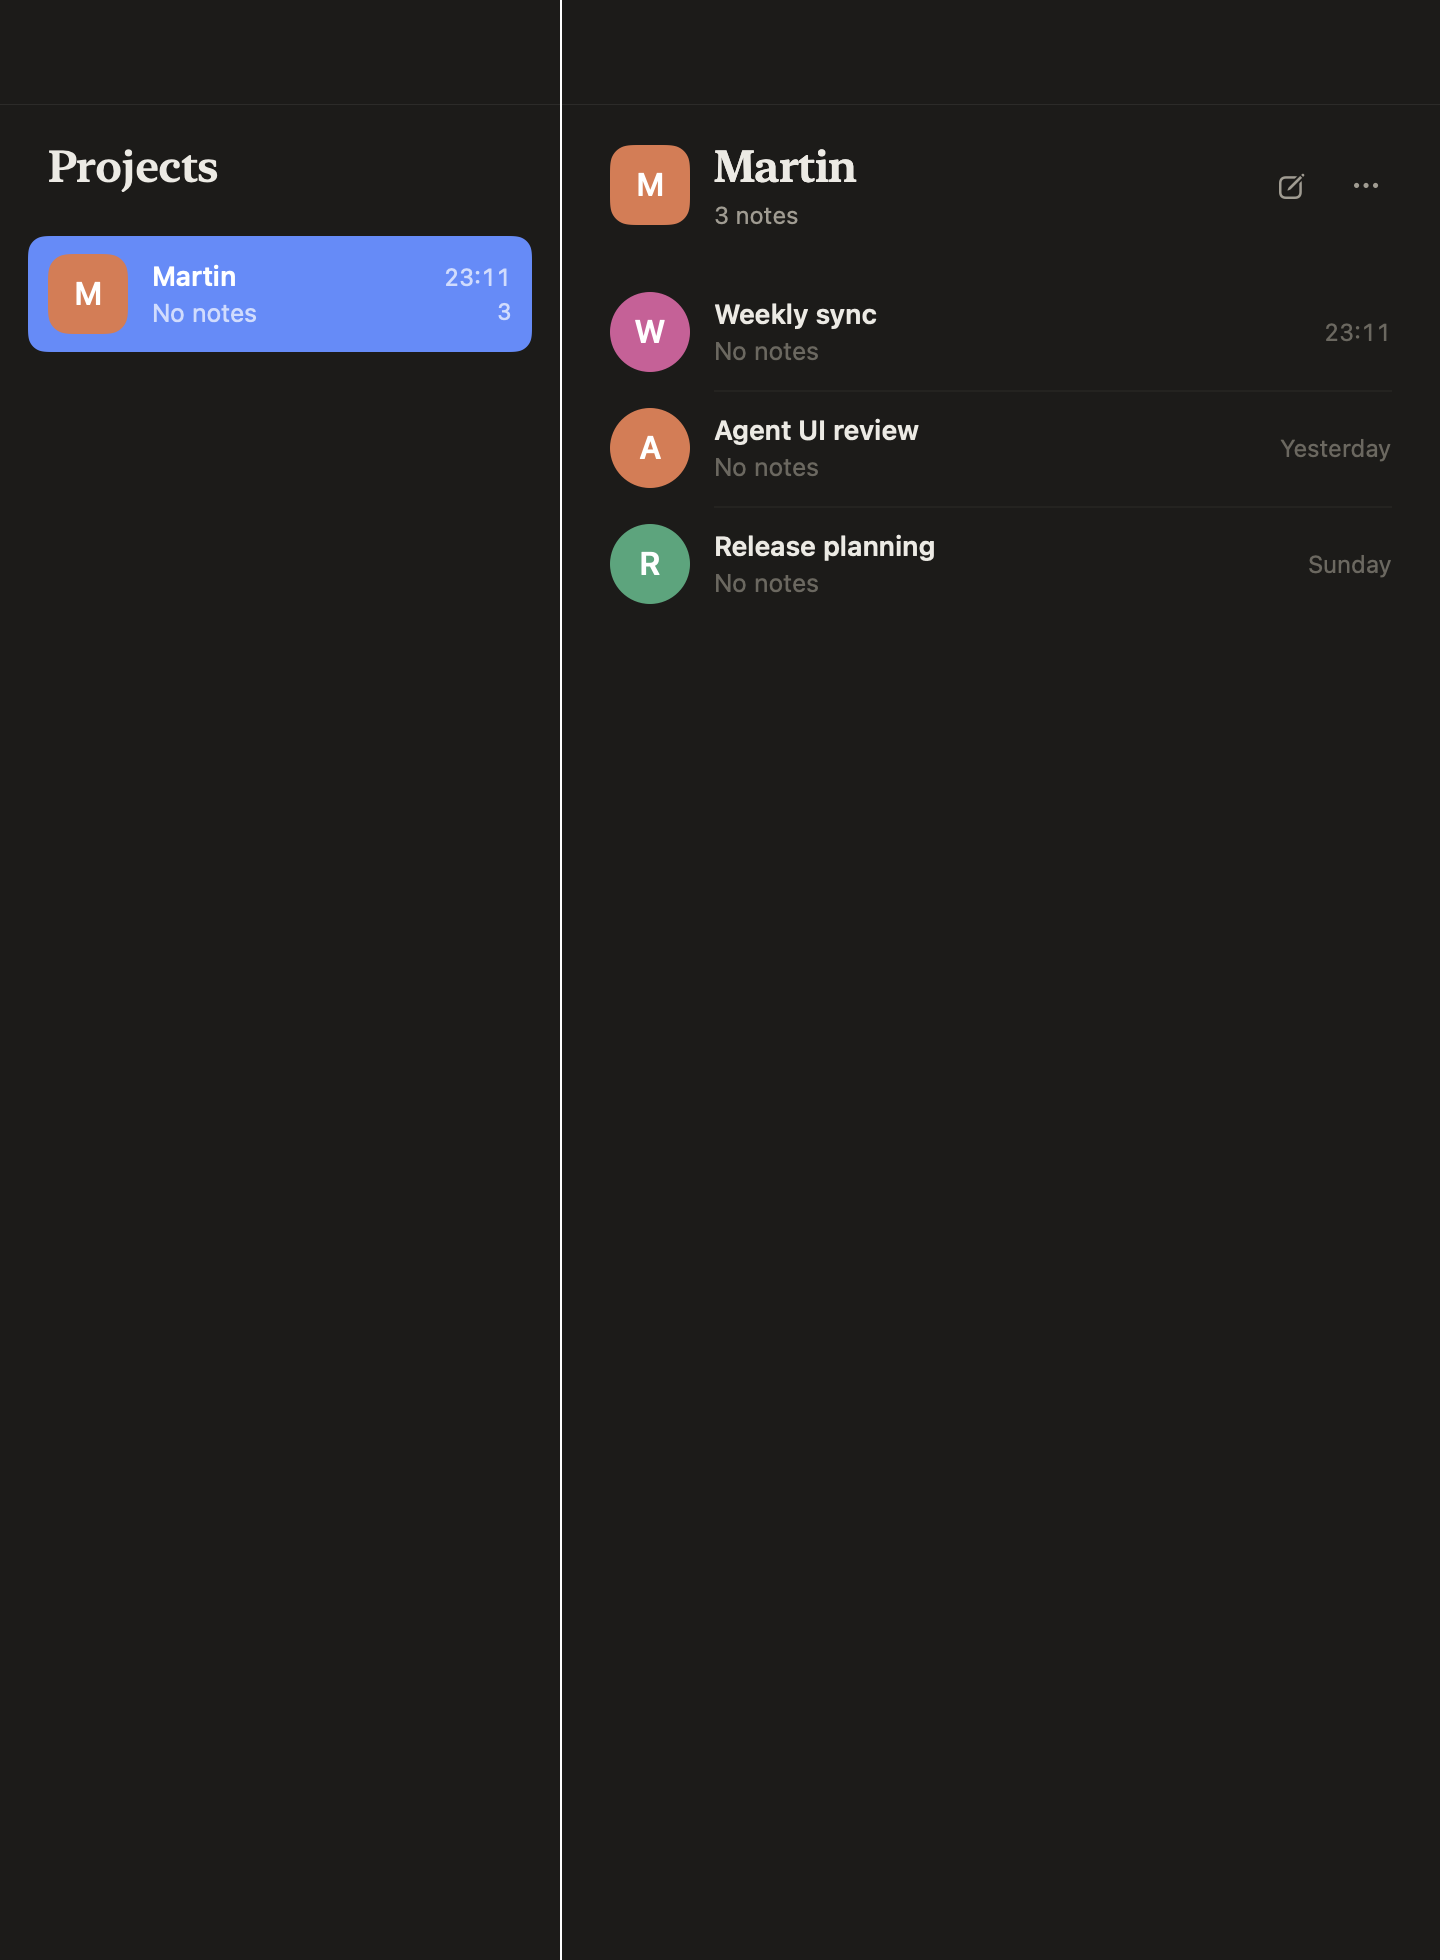 Projects
M
Martin
23:11
No notes
3
M
Martin
3 notes
W
Weekly sync
No notes
23:11
A
Agent UI review
No notes
Yesterday
R
Release planning
No notes
Sunday